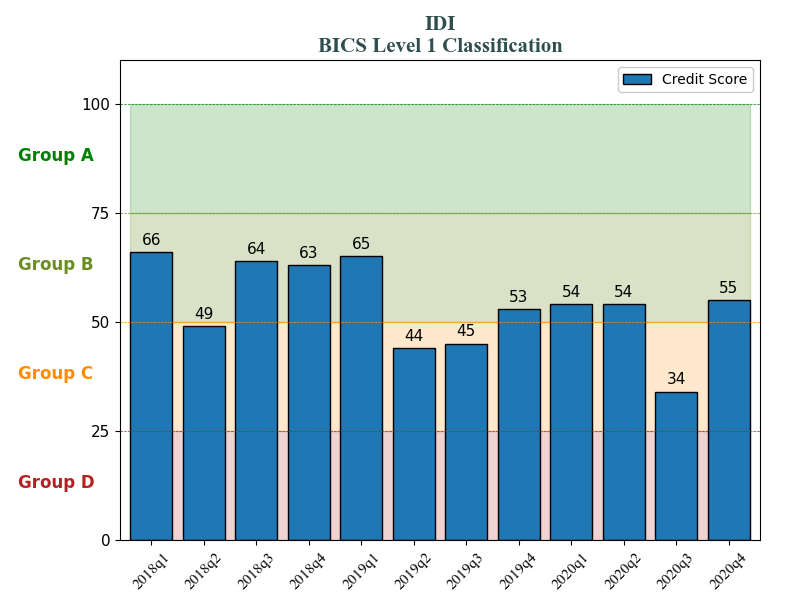 IDI
BICS Level 1 Classification
Credit Score
100
Group A
75
66
64
63
65
Group B
49
53
54
54
55
50
44
45
Group C
34
25
Group D
0
2018q1
2018q2
2018q3
2018q4
2019q1
2019q2
2019q3
2019q4
2020q1
2020q2
2020q3
2020q4